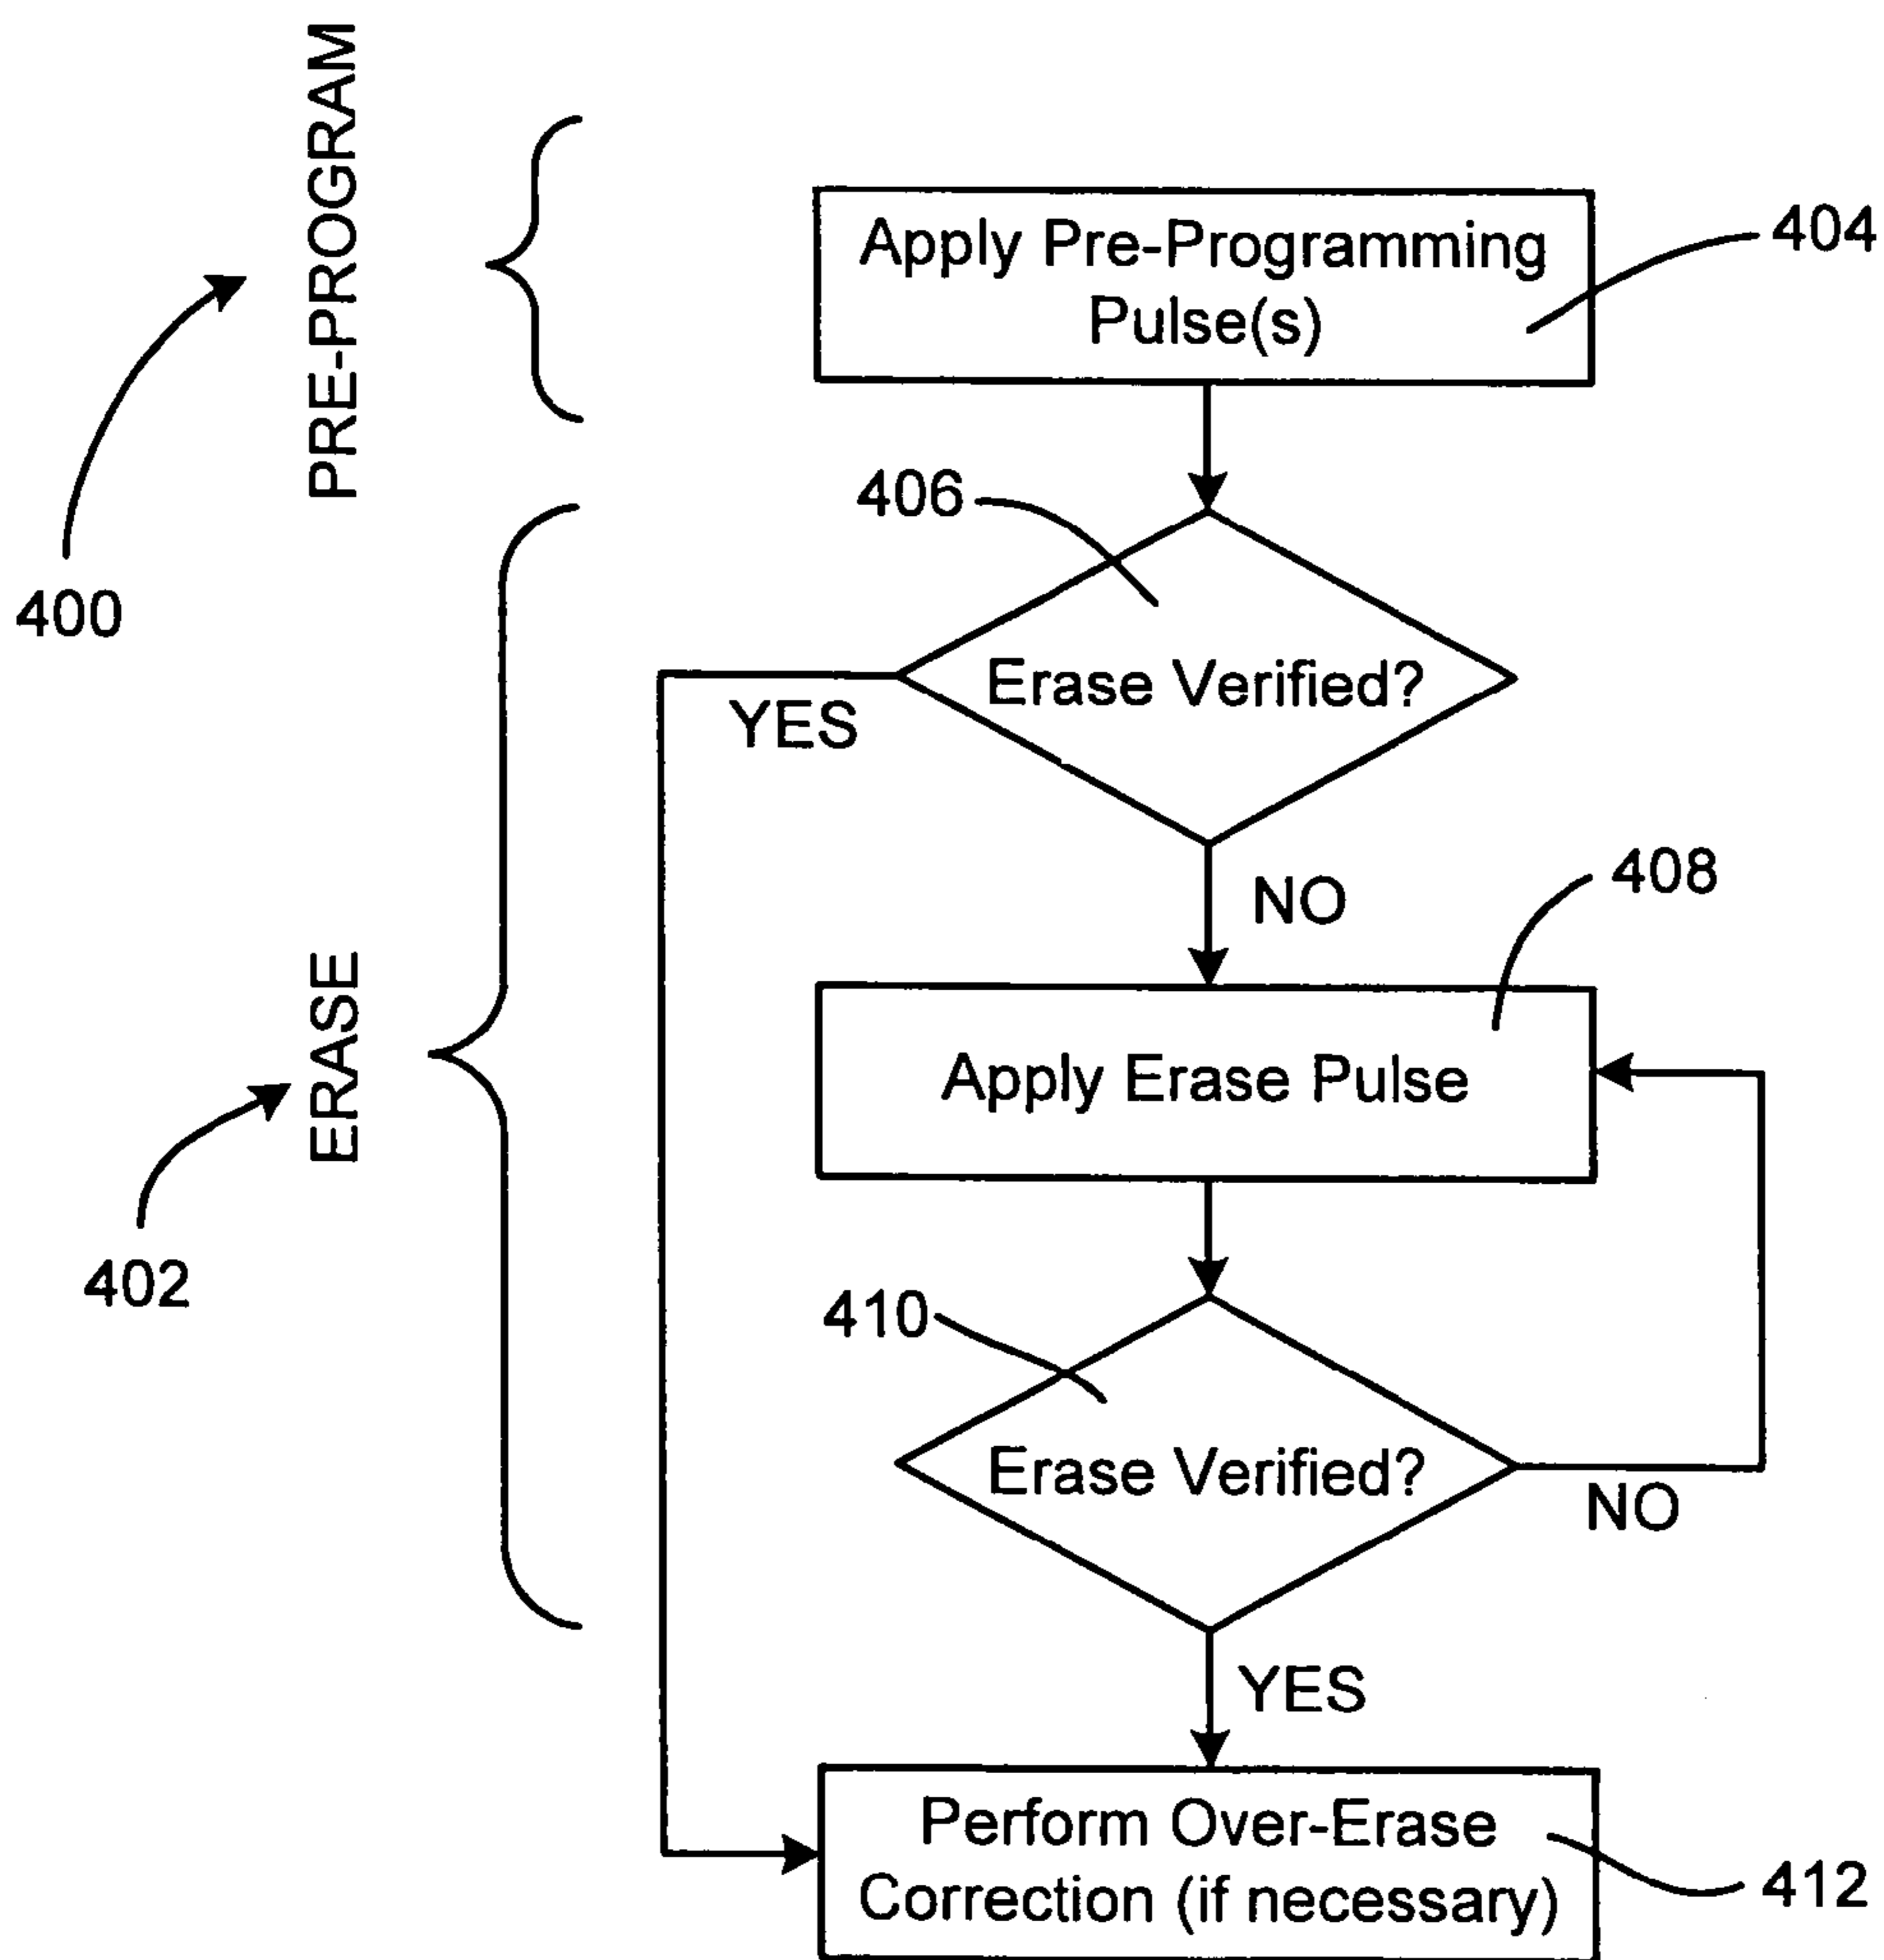 PRE-PROGRAM
400
Apply Pre-Programming
Pulse(s)
404
406
Erase Verified?
YES
NO
408
ERASE
402
Apply Erase Pulse
410
Erase Verified?
NO
YES
Perform Over-Erase
Correction (if necessary)
412